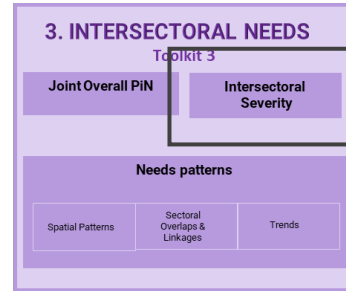 3. INTERSECTORAL NEEDS
Toolkit 3
Joint Overall PiN
Intersectoral
Severity
Needs patterns
Spatial Patterns
Sectoral
Overlaps &
Linkages
Trends